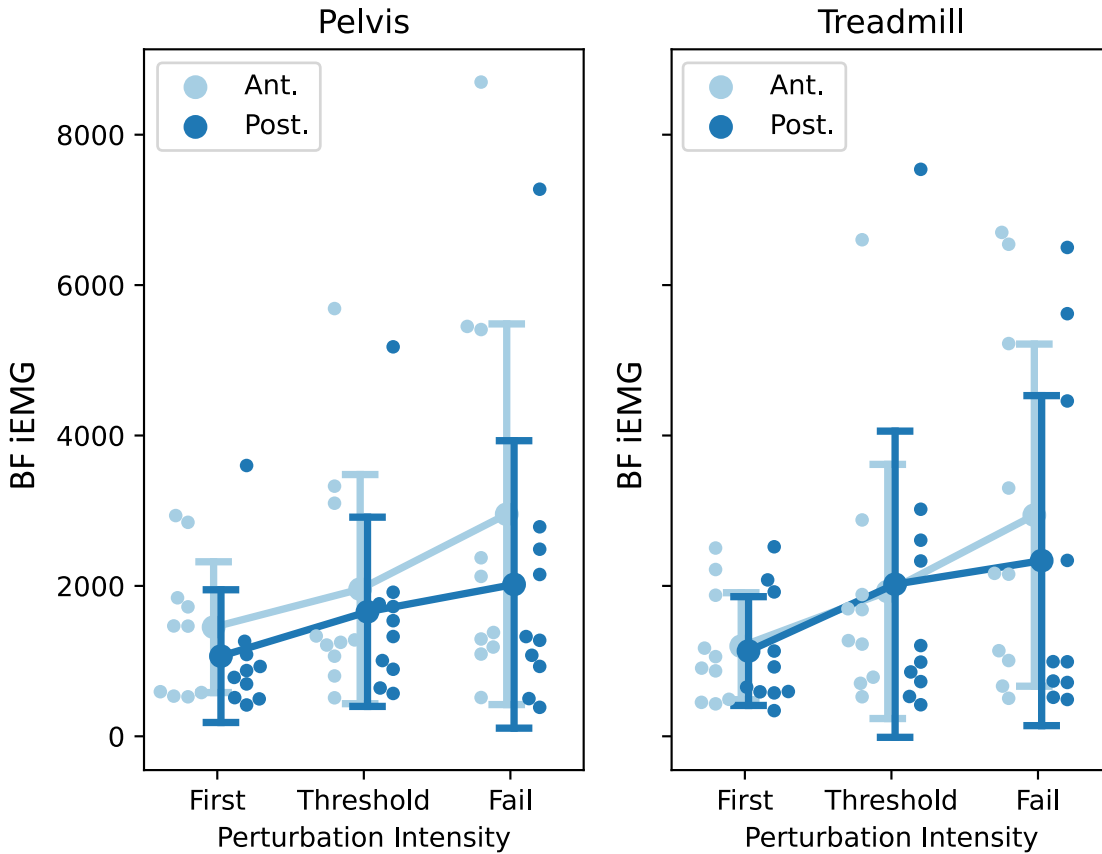 Pelvis
Treadmill
Ant.
Post.
Ant.
Post.
8000
6000
4000
2000
0
BF iEMG
BF iEMG
First
Threshold
Fail
First
Threshold
Fail
Perturbation Intensity
Perturbation Intensity